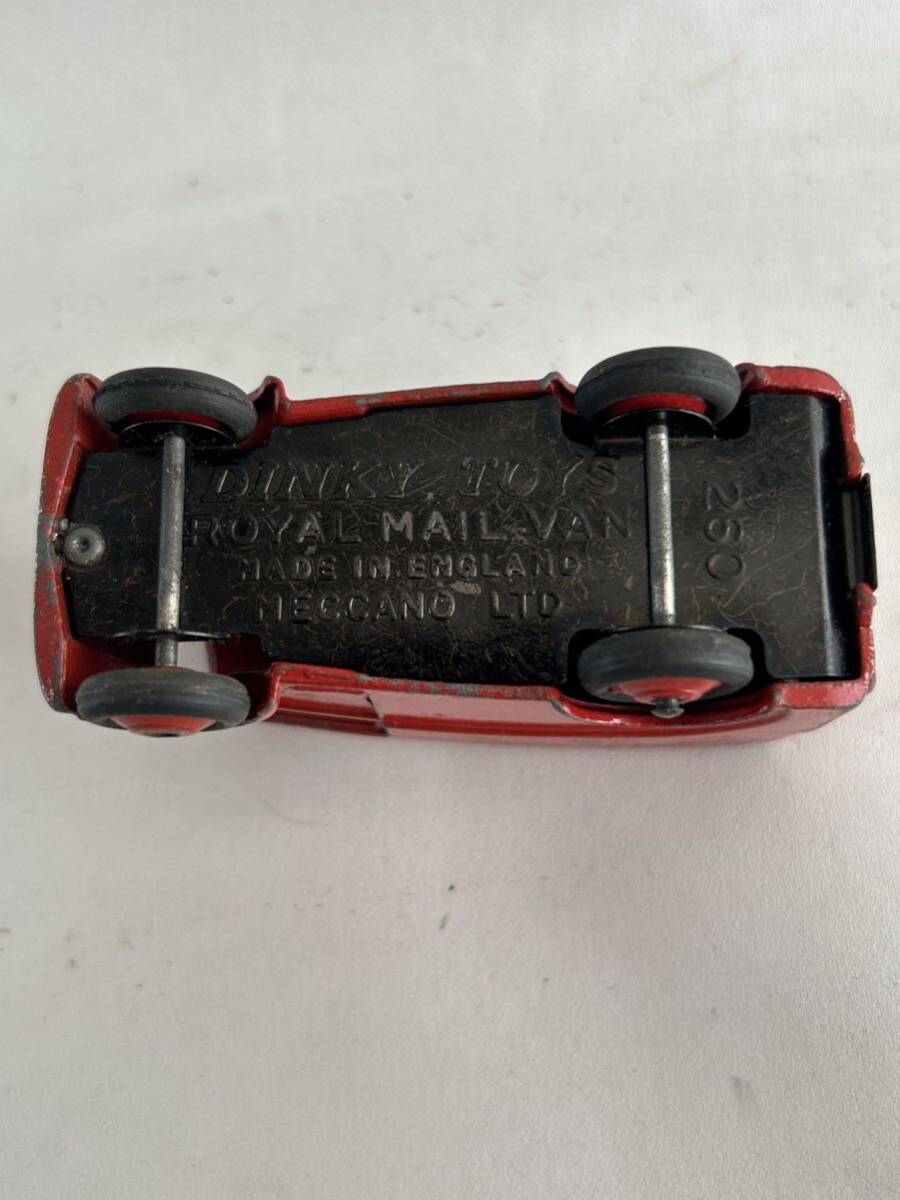 DINKY TOYS
ROYAL-MAIL-VAN
MADE IN ENGLAND
MECCANO LTD
260